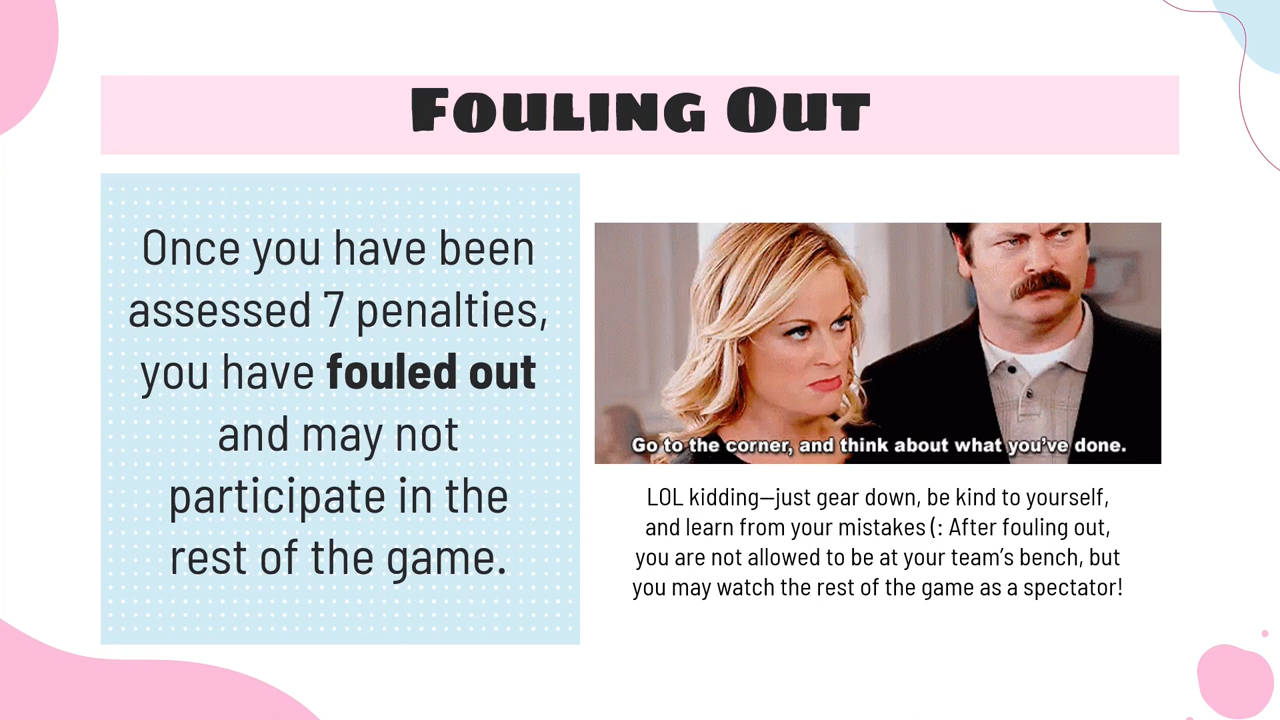 Fouling Out
Once you have been
assessed 7 penalties,
you have fouled out
and may not
participate in the
rest of the game.
Go to the corner, and think about what you've done.
LOL kidding—just gear down, be kind to yourself,
and learn from your mistakes (: After fouling out,
you are not allowed to be at your team's bench, but
you may watch the rest of the game as a spectator!